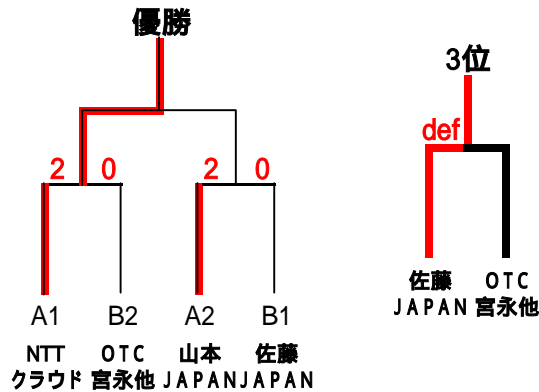 優勝
3位
def
2 0 2 0
佐藤 OTC
JAPAN 宮永他
A1 B2 A2 B1
NTT OTC 山本 佐藤
クラウド 宮永他 JAPAN JAPAN